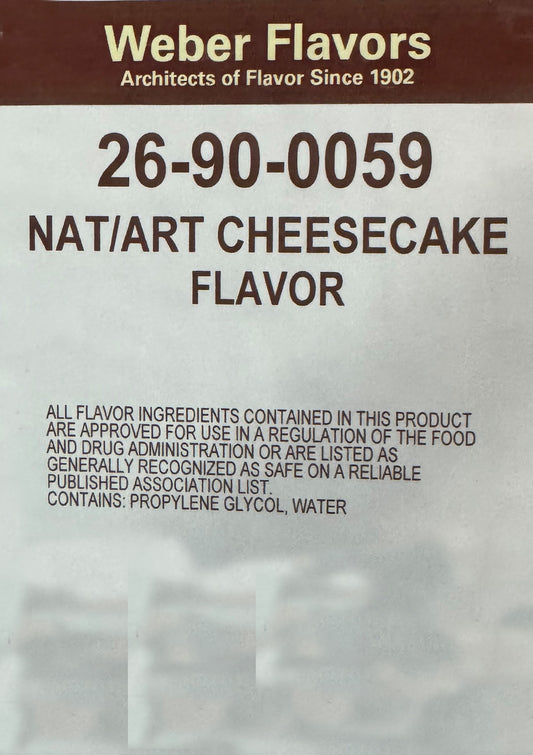 Weber Flavors
Architects of Flavor Since 1902
26-90-0059
NAT/ART CHEESECAKE
FLAVOR
ALL FLAVOR INGREDIENTS CONTAINED IN THIS PRODUCT
ARE APPROVED FOR USE IN A REGULATION OF THE FOOD
AND DRUG ADMINISTRATION OR ARE LISTED AS
GENERALLY RECOGNIZED AS SAFE ON A RELIABLE
PUBLISHED ASSOCIATION LIST.
CONTAINS: PROPYLENE GLYCOL, WATER